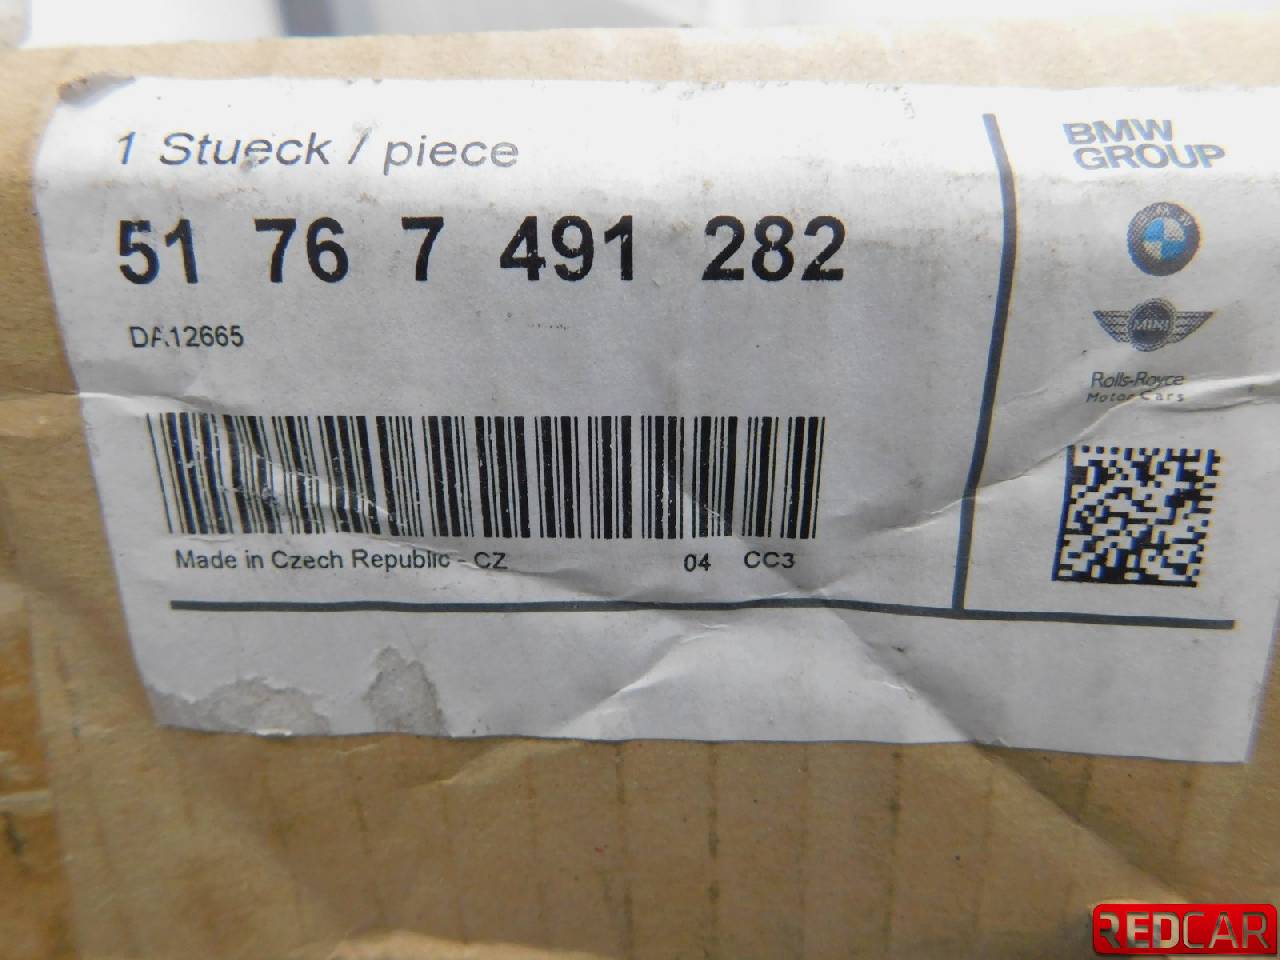 1 Stueck / piece
51 76 7 491 282
DA12665
Made in Czech Republic - CZ 04 CC3
BMW
GROUP
MINI
Rolls-Royce
Motor Cars
REDCAR